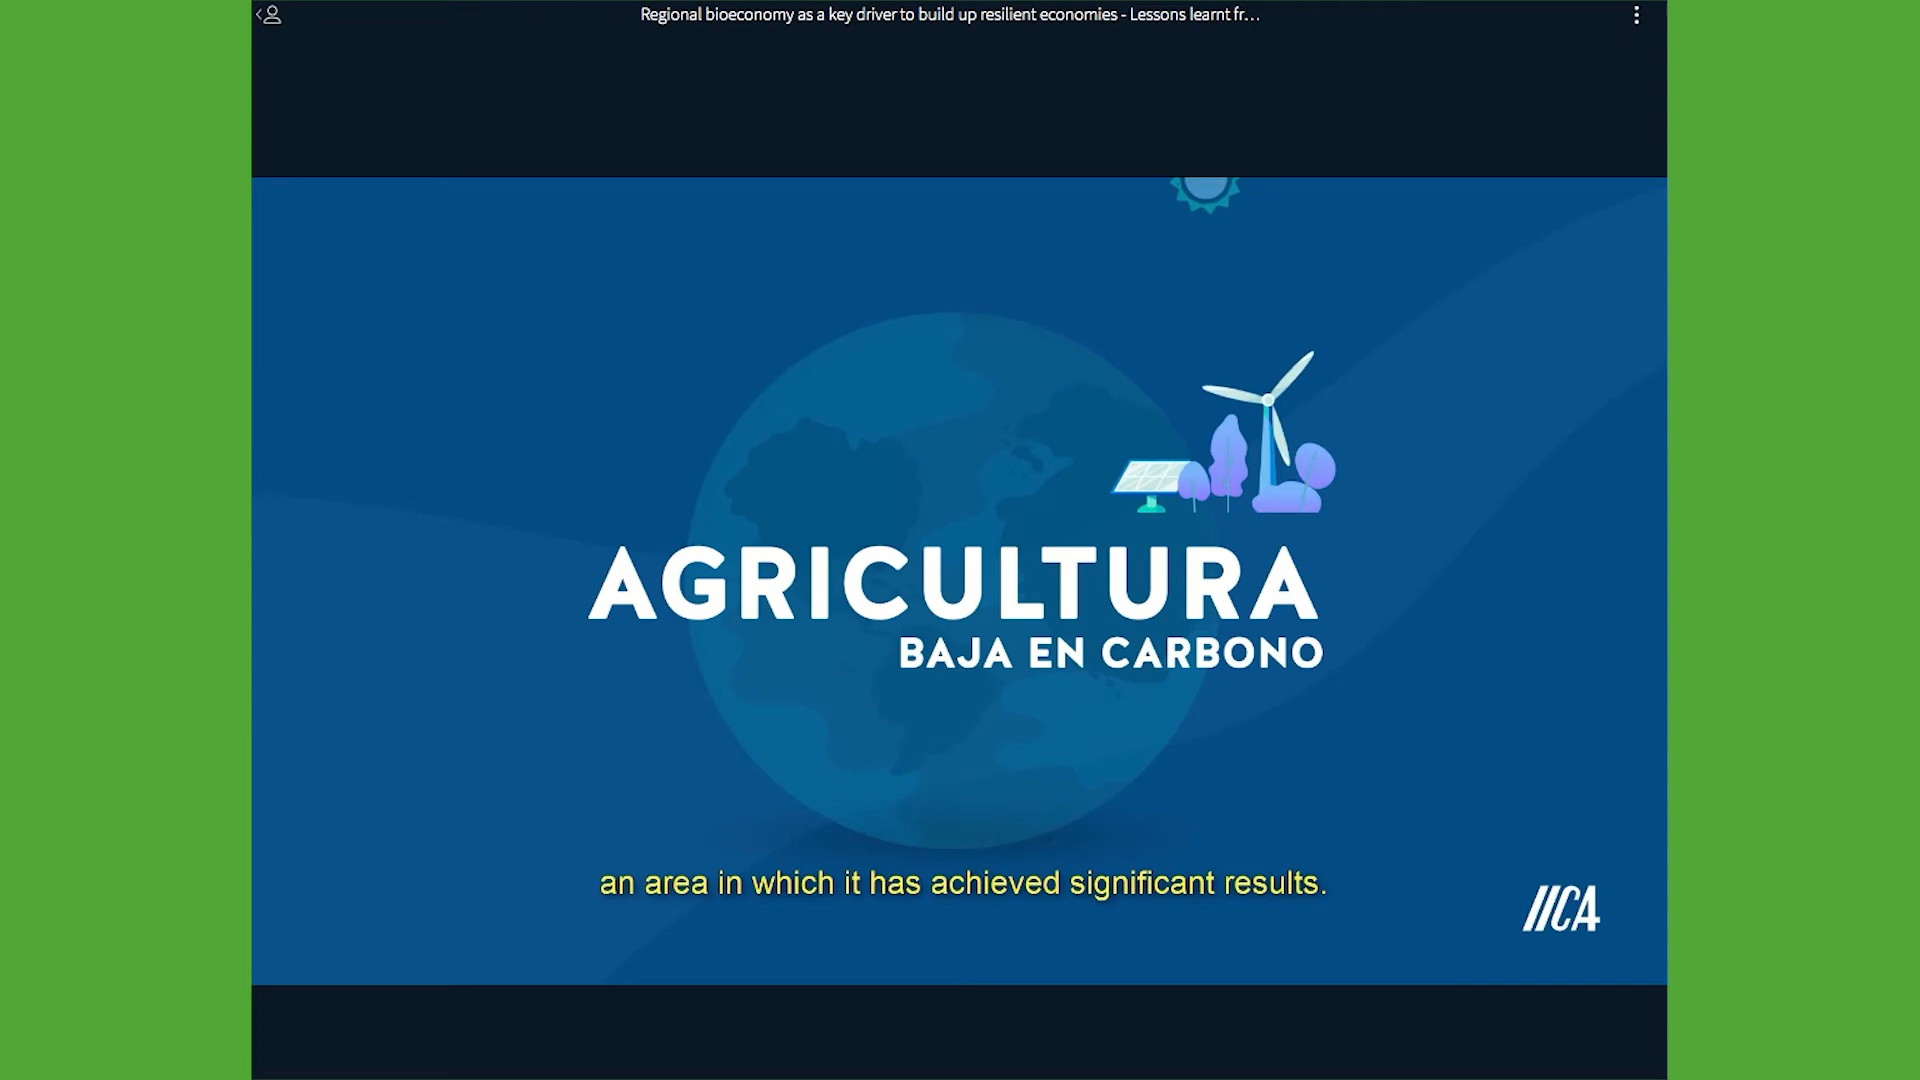 Regional bioeconomy as a key driver to build up resilient economies - Lessons learnt fr...
AGRICULTURA
BAJA EN CARBONO
an area in which it has achieved significant results.
IICA